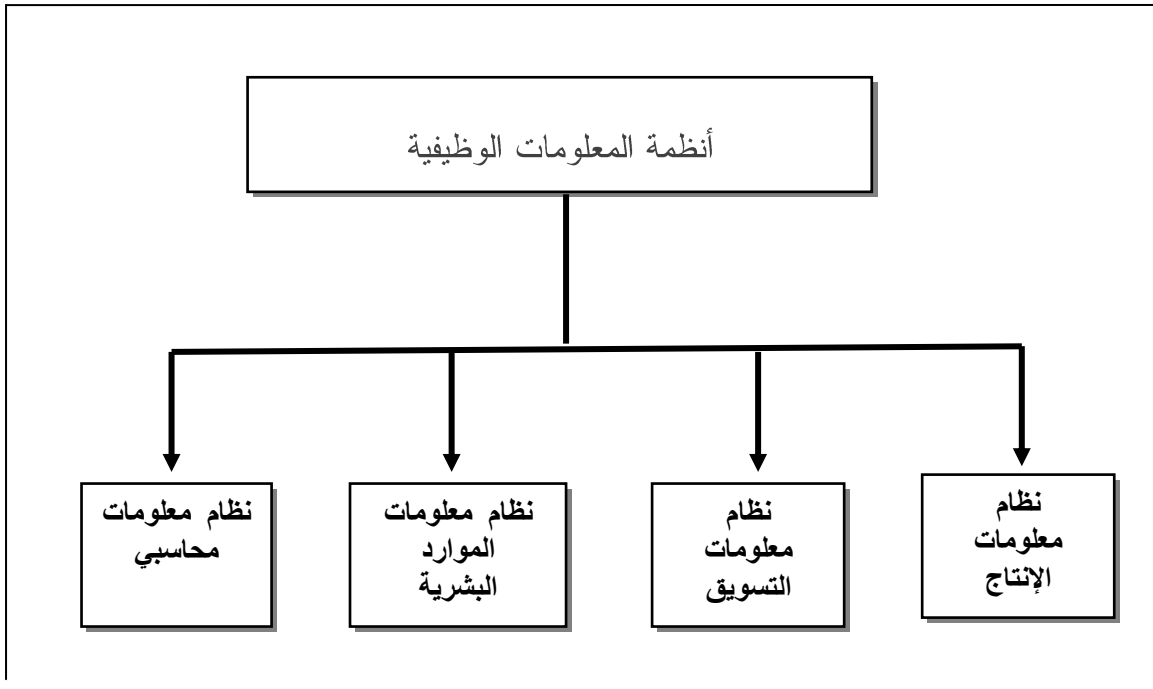 أنظمة المعلومات الوظيفية
نظام
معلومات
الإنتاج
نظام
معلومات
التسويق
نظام معلومات
الموارد
البشرية
نظام معلومات
محاسبي